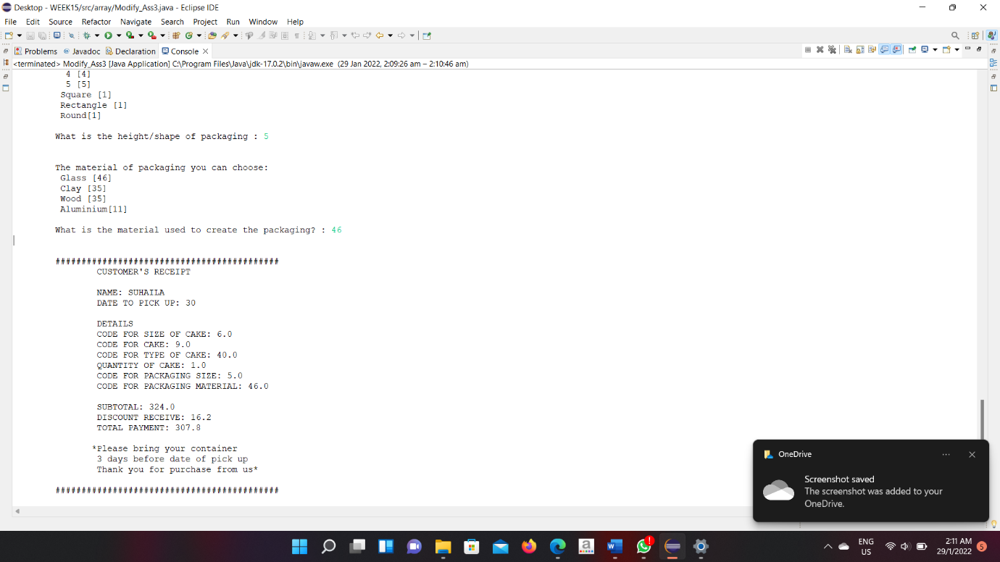 Desktop - WEEK15/src/array/Modify_Ass3.java - Eclipse IDE
File Edit Source Refactor Navigate Search Project Run Window Help
Problems @ Javadoc Declaration Console
<terminated> Modify_Ass3 [Java Application] C:\Program Files\Java\jdk-17.0.2\bin\javaw.exe (29 Jan 2022, 2:09:26 am – 2:10:46 am)
4 [4]
5 [5]
Square [1]
Rectangle [1]
Round[1]
What is the height/shape of packaging : 5
The material of packaging you can choose:
Glass [46]
Clay [35]
Wood [35]
Aluminium[11]
What is the material used to create the packaging? : 46
###########################################
CUSTOMER'S RECEIPT
NAME: SUHAILA
DATE TO PICK UP: 30
DETAILS
CODE FOR SIZE OF CAKE: 6.0
CODE FOR CAKE: 9.0
CODE FOR TYPE OF CAKE: 40.0
QUANTITY OF CAKE: 1.0
CODE FOR PACKAGING SIZE: 5.0
CODE FOR PACKAGING MATERIAL: 46.0
SUBTOTAL: 324.0
DISCOUNT RECEIVE: 16.2
TOTAL PAYMENT: 307.8
*Please bring your container
3 days before date of pick up
Thank you for purchase from us*
###########################################
OneDrive
Screenshot saved
The screenshot was added to your
OneDrive.
ENG
US
2:11 AM
29/1/2022
5